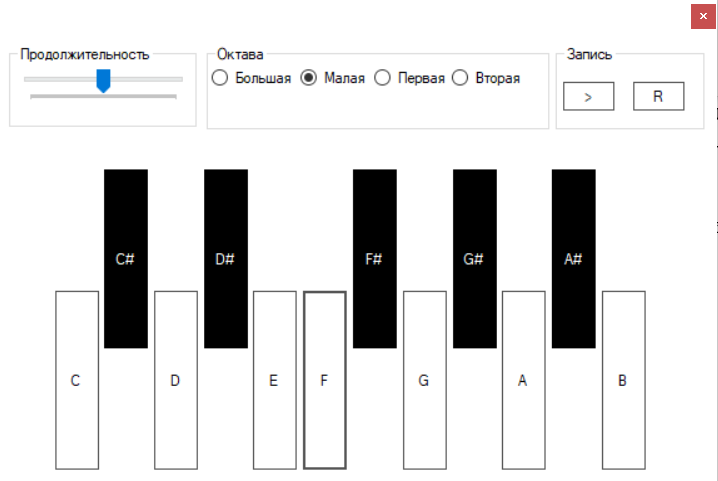 Продолжительность
Октава
Запись
Большая Малая Первая Вторая
> R
C# D# F# G# A#
C D E F G A B